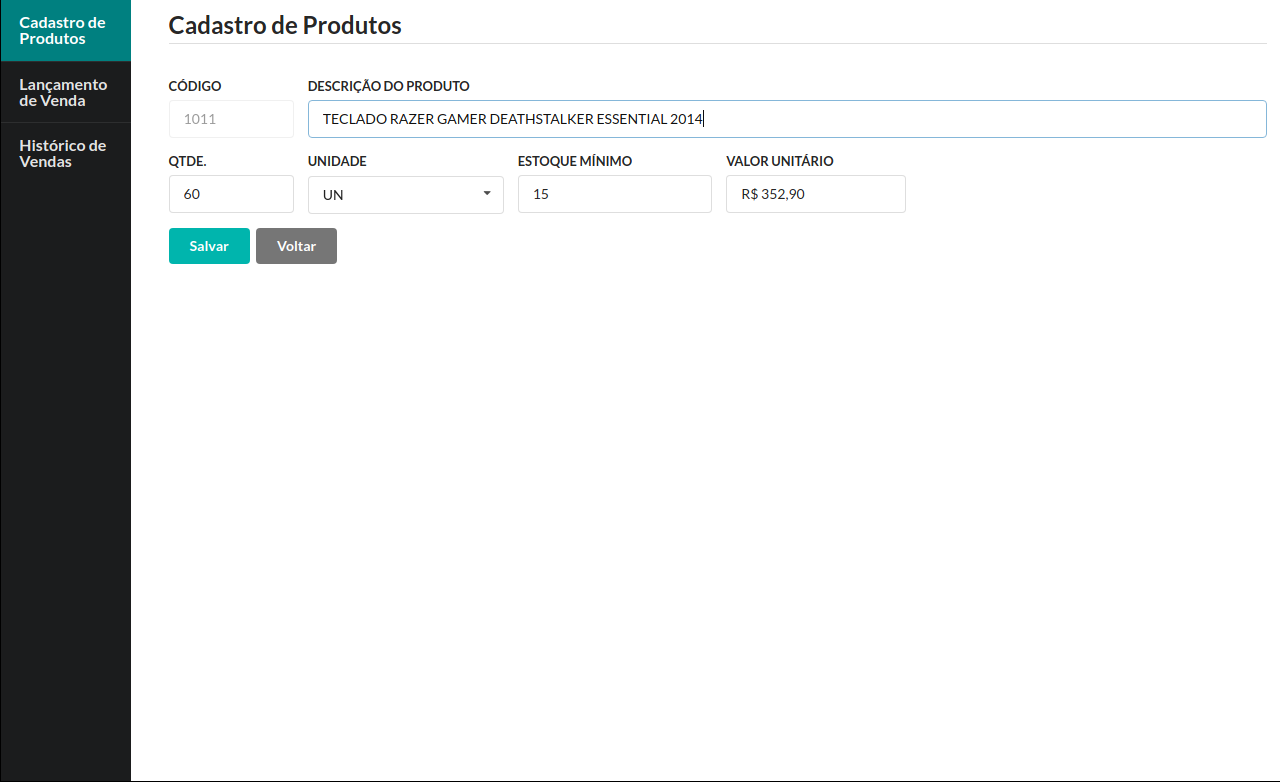 Cadastro de
Produtos
Lançamento
de Venda
Histórico de
Vendas
Cadastro de Produtos
CÓDIGO DESCRIÇÃO DO PRODUTO
1011 TECLADO RAZER GAMER DEATHSTALKER ESSENTIAL 2014
QTDE. UNIDADE ESTOQUE MÍNIMO VALOR UNITÁRIO
60 UN 15 R$ 352,90
Salvar Voltar